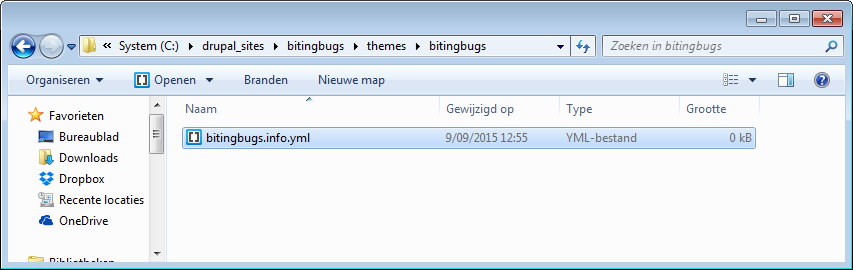 « System (C:) ▸ drupal_sites ▸ bitingbugs ▸ themes ▸ bitingbugs
Zoeken in bitingbugs
Organiseren Openen Branden Nieuwe map
Naam Gewijzigd op Type Grootte
bitingbugs.info.yml 9/09/2015 12:55 YML-bestand 0 kB
Favorieten
Bureaublad
Downloads
Dropbox
Recente locaties
OneDrive
Bibliotheken